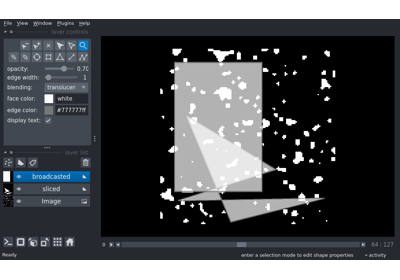 File View Window Plugins Help
layer controls
opacity: 0.70
edge width: 1
blending: translucen
face color: white
edge color: #777777ff
display text:
layer list
broadcasted
sliced
Image
0 64 127
Ready enter a selection mode to edit shape properties activity